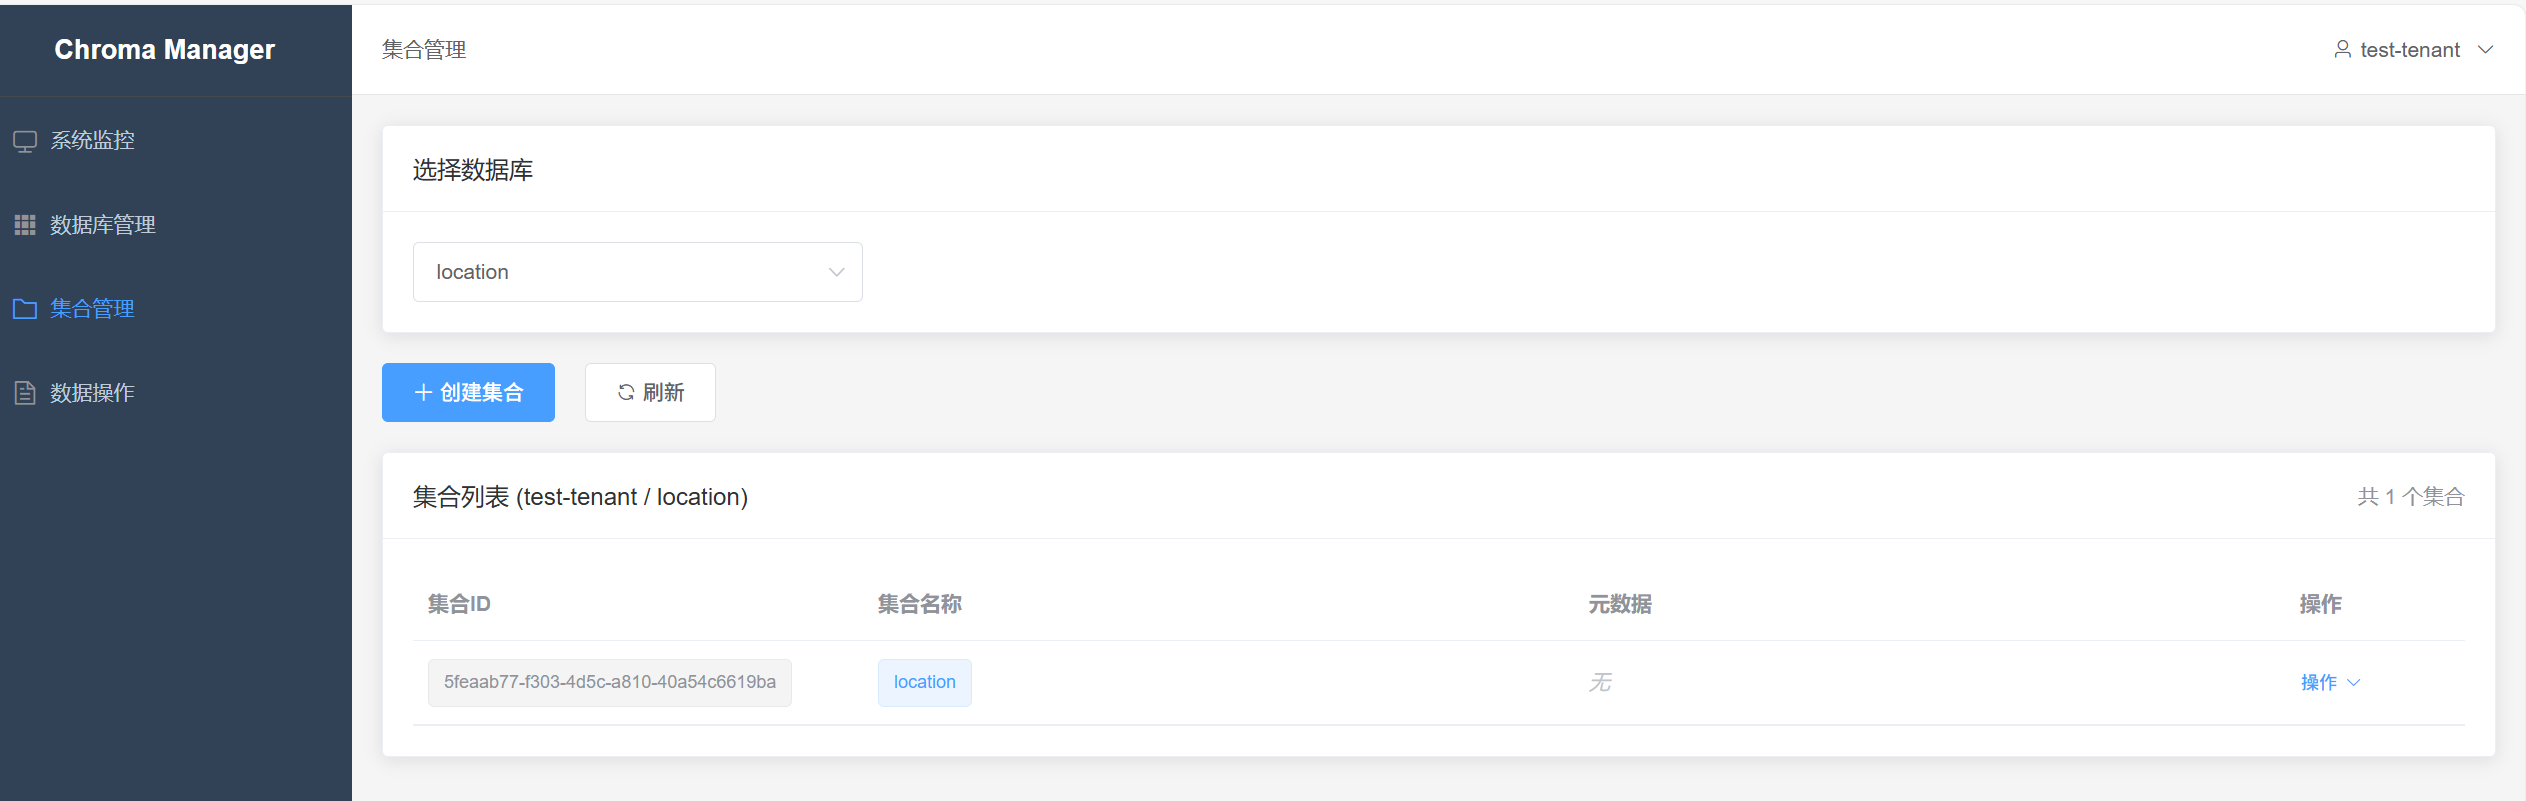 Chroma Manager
系统监控
数据库管理
集合管理
数据操作
集合管理
test-tenant
选择数据库
location
创建集合
刷新
集合列表 (test-tenant / location)
共 1 个集合
集合ID 集合名称 元数据 操作
5feaab77-f303-4d5c-a810-40a54c6619ba location 无 操作